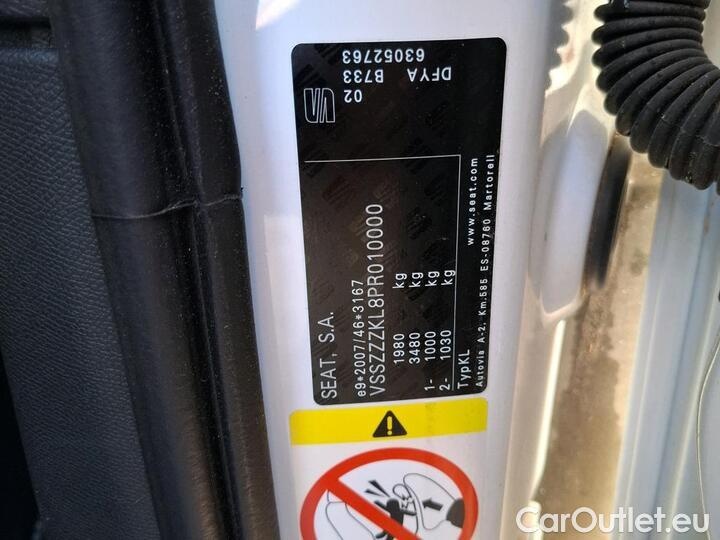 SEAT, S.A.
e9*2007/46*3167
VSSZZZKL8PR010000
1980 kg
3480 kg
1- 1000 kg
2- 1030 kg
TypKL
www.seat.com
Autovia A-2, Km.585 ES-08760 Martorell
02
DFYA B733
63052763
CarOutlet.eu